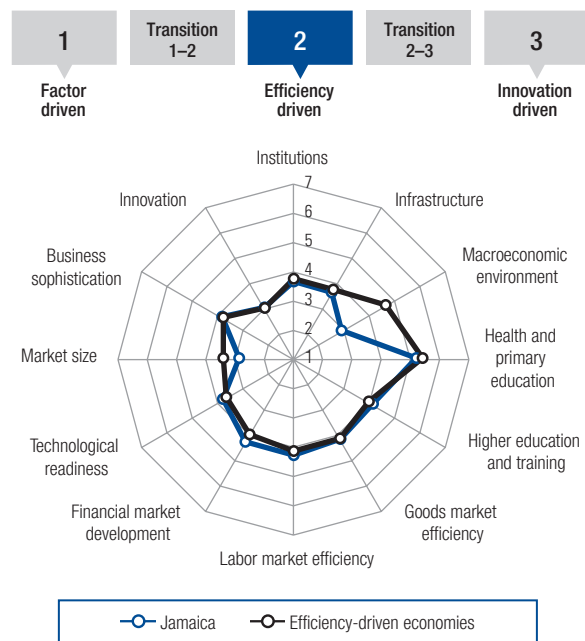 1
Transition
1–2
2
Transition
2–3
3
Factor
driven
Efficiency
driven
Innovation
driven
Institutions
Infrastructure
Macroeconomic
environment
Health and
primary
education
Higher education
and training
Goods market
efficiency
Labor market efficiency
Financial market
development
Technological
readiness
Market size
Business
sophistication
Innovation
7
6
5
4
3
2
1
Jamaica
Efficiency-driven economies